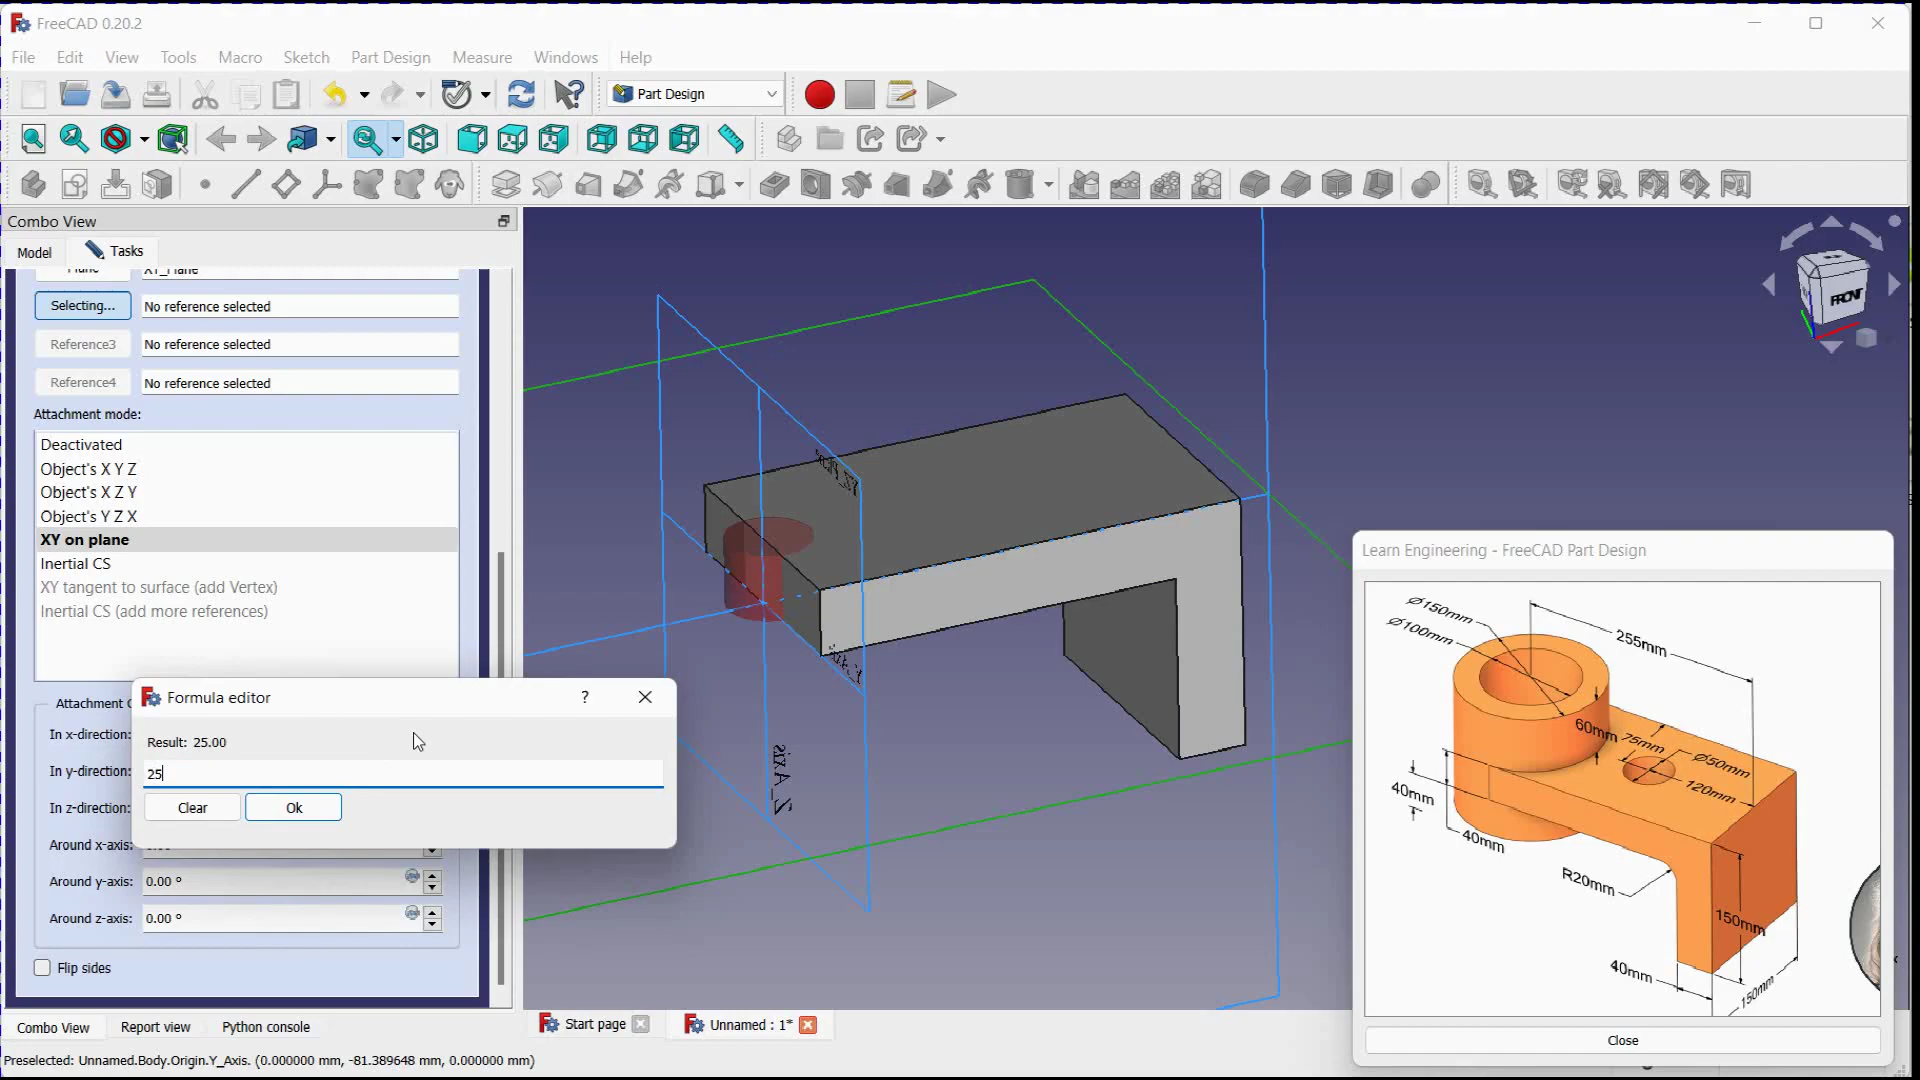 FreeCAD 0.20.2
File Edit View Tools Macro Sketch Part Design Measure Windows Help
Part Design
Combo View
Model Tasks
Plane XY_Plane
Selecting... No reference selected
Reference3 No reference selected
Reference4 No reference selected
Attachment mode:
Deactivated
Object's X Y Z
Object's X Z Y
Object's Y Z X
XY on plane
Inertial CS
XY tangent to surface (add Vertex)
Inertial CS (add more references)
Attachment
In x-direction:
In y-direction:
In z-direction:
Around x-axis:
Around y-axis: 0.00 °
Around z-axis: 0.00 °
Flip sides
Formula editor ?
Result: 25.00
25
Clear Ok
Z_Axis
FRONT
Learn Engineering - FreeCAD Part Design
Ø150mm
Ø100mm
255mm
60mm
75mm
Ø50mm
120mm
40mm
40mm
R20mm
150mm
40mm
150mm
Close
Combo View Report view Python console
Start page Unnamed : 1*
Preselected: Unnamed.Body.Origin.Y_Axis. (0.000000 mm, -81.389648 mm, 0.000000 mm)